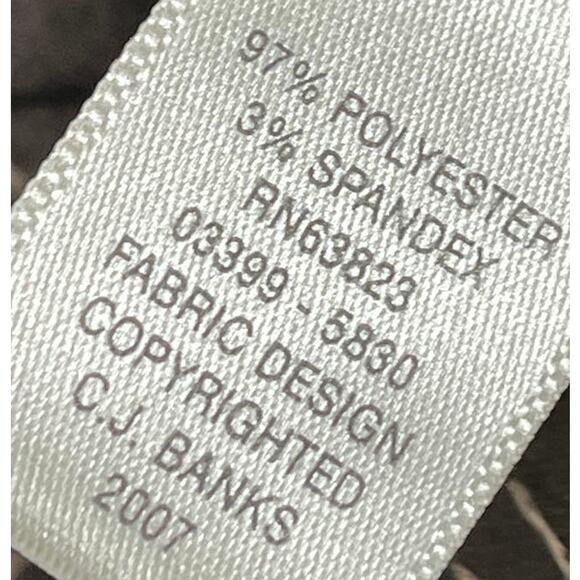 97% POLYESTER
3% SPANDEX
RN63823
03399 - 5830
FABRIC DESIGN
COPYRIGHTED
C.J. BANKS
2007